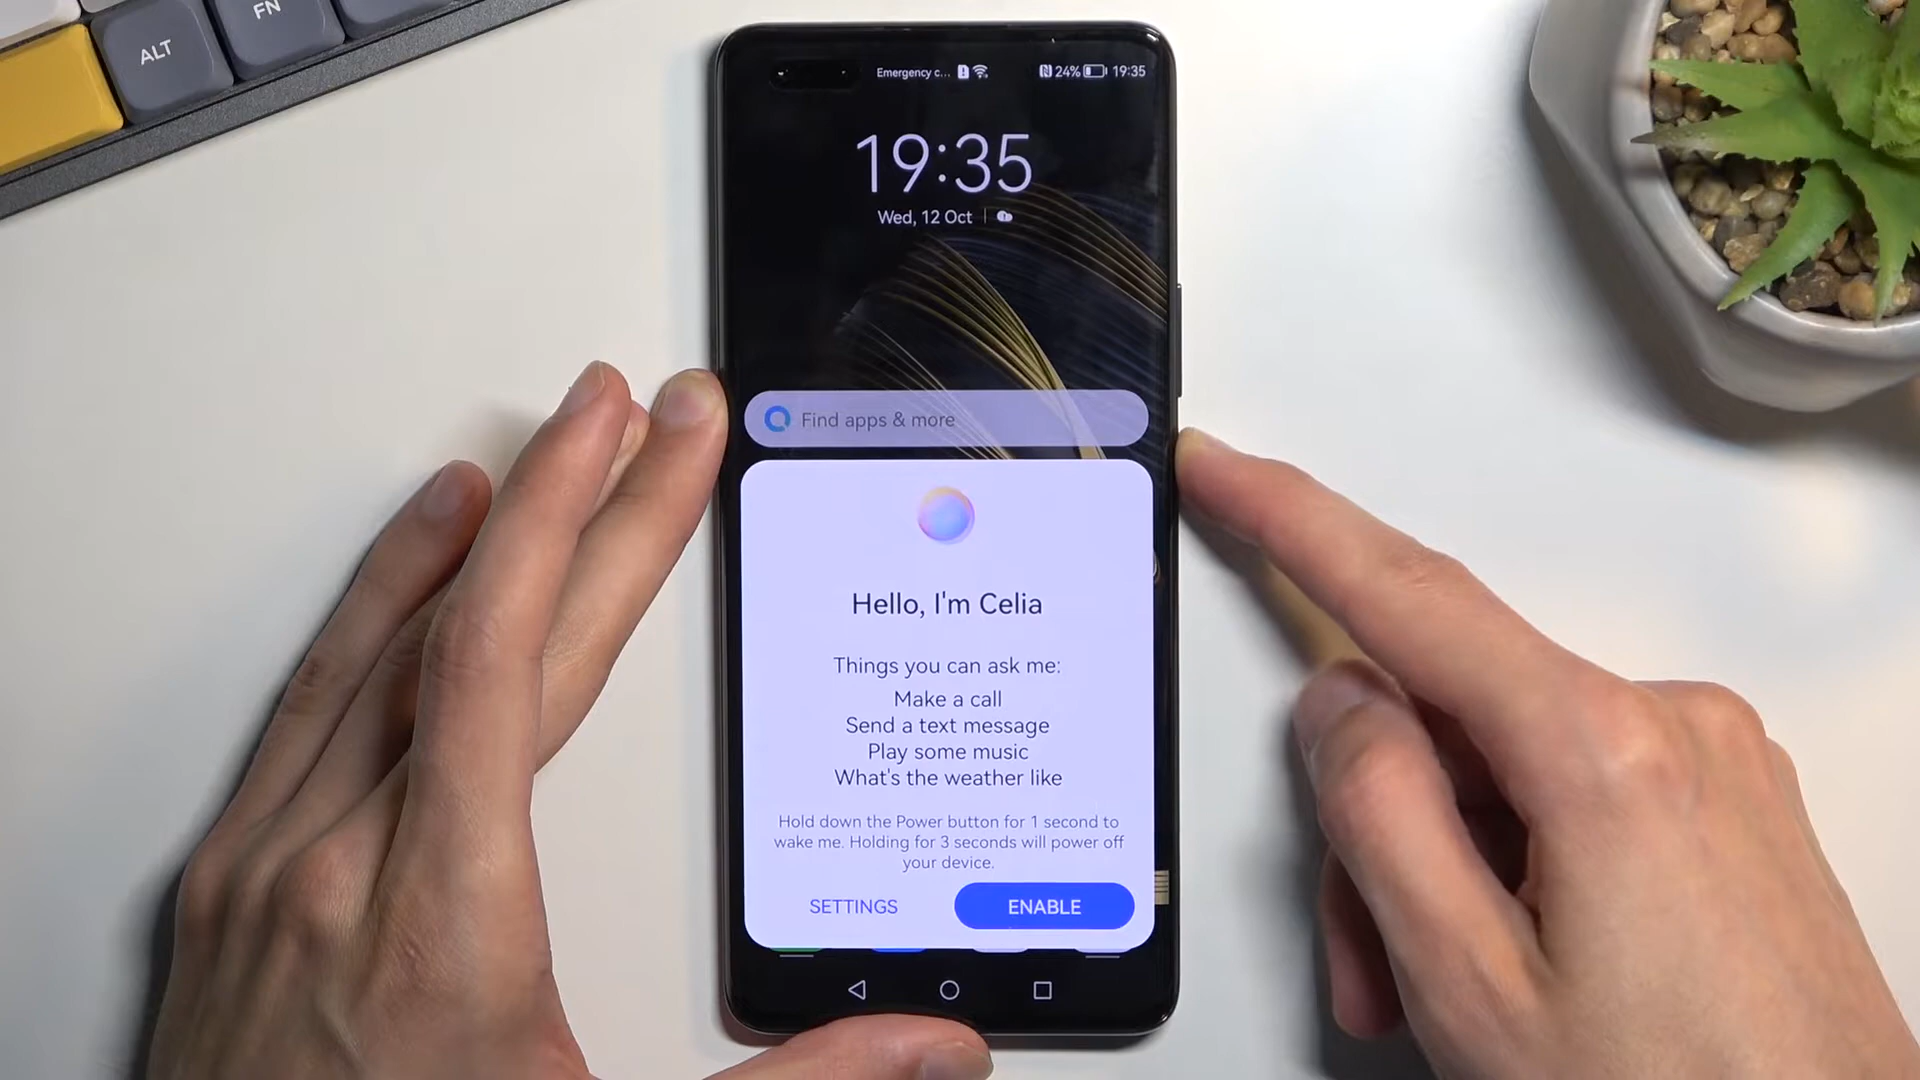 FN
ALT
Emergency c...
24%
19:35
19:35
Wed, 12 Oct
Find apps & more
Hello, I'm Celia
Things you can ask me:
Make a call
Send a text message
Play some music
What's the weather like
Hold down the Power button for 1 second to
wake me. Holding for 3 seconds will power off
your device.
SETTINGS
ENABLE